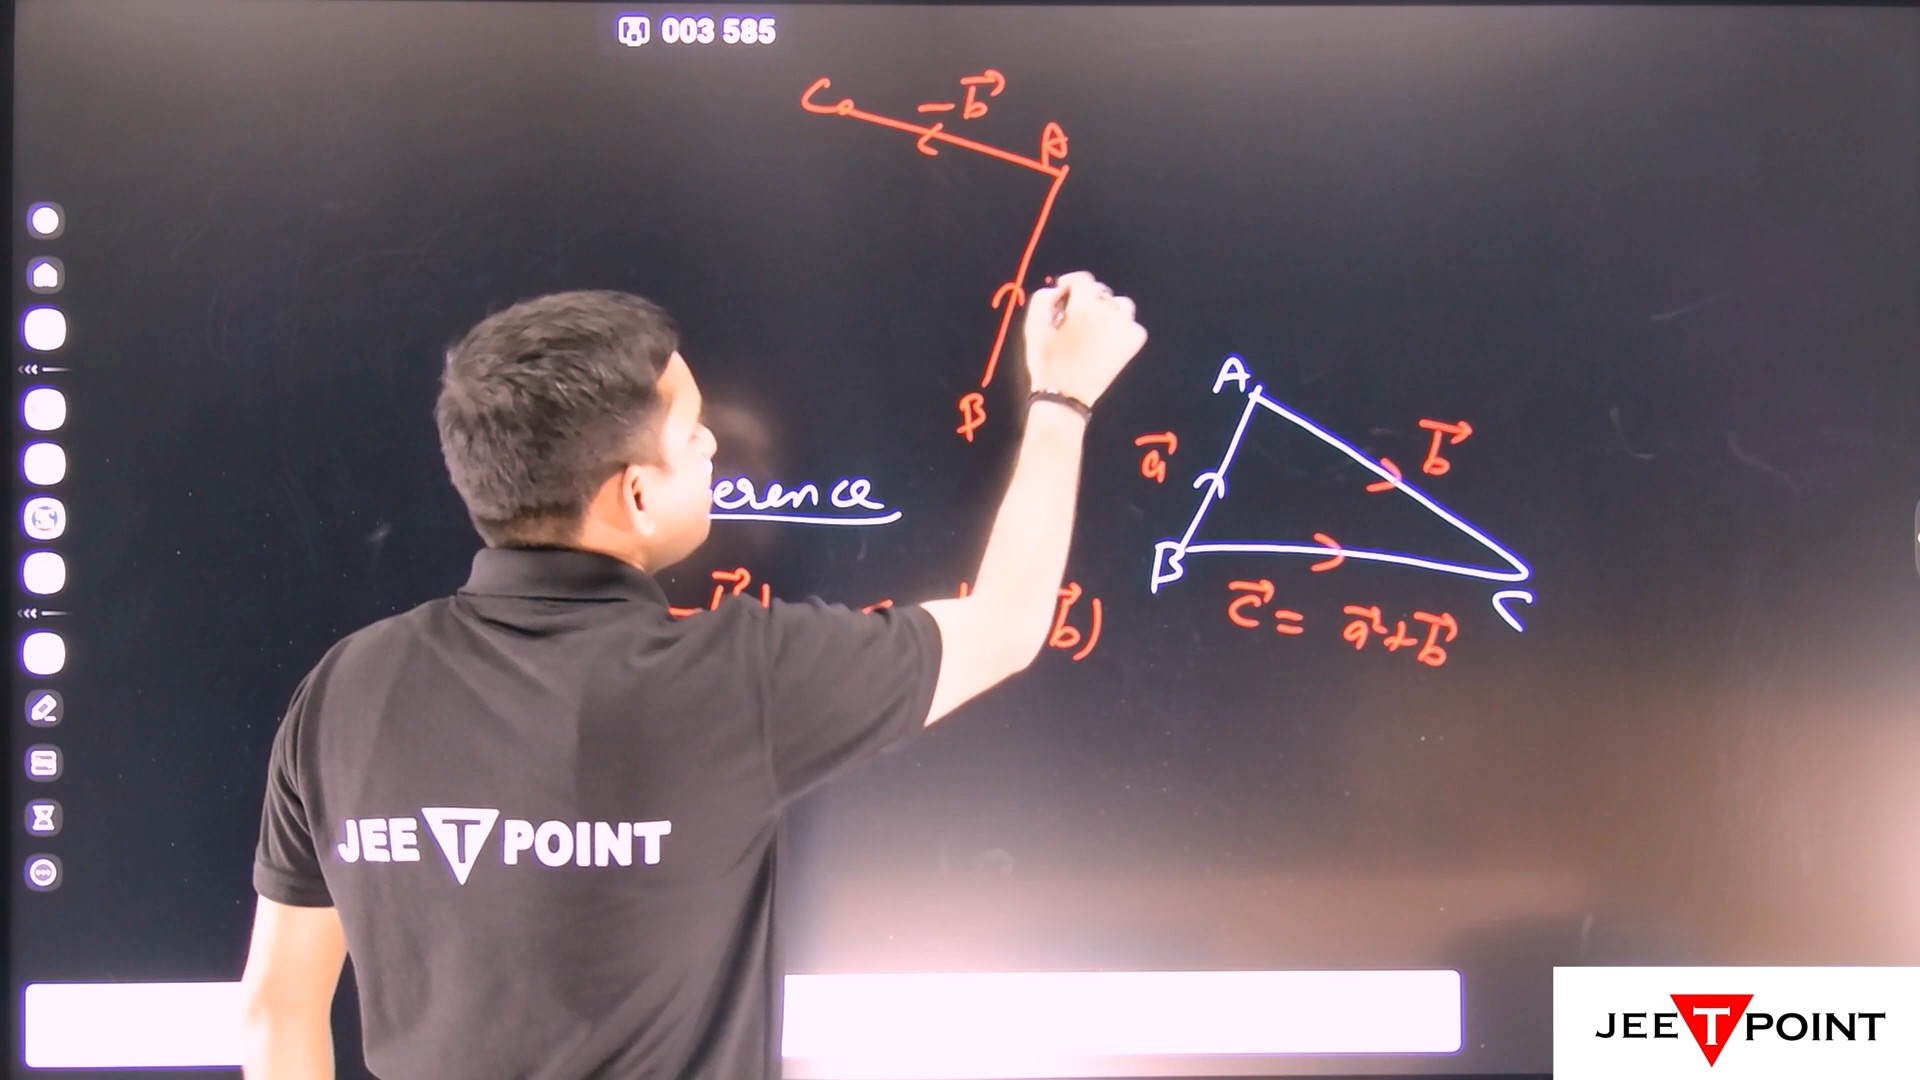 003 585
C
-b⃗
A
B
A
a⃗
b⃗
erence
B
C
b⃗)
c⃗ = a⃗+b⃗
JEE T POINT
JEE T POINT